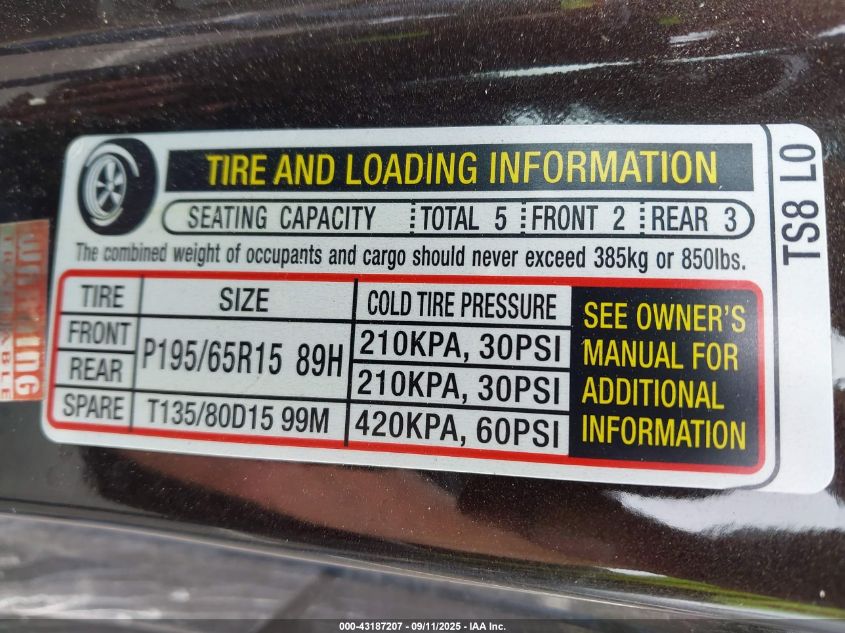 TIRE AND LOADING INFORMATION
SEATING CAPACITY TOTAL 5 FRONT 2 REAR 3
The combined weight of occupants and cargo should never exceed 385kg or 850lbs.
TIRE SIZE COLD TIRE PRESSURE
FRONT P195/65R15 89H 210KPA, 30PSI
REAR 210KPA, 30PSI
SPARE T135/80D15 99M 420KPA, 60PSI
SEE OWNER'S
MANUAL FOR
ADDITIONAL
INFORMATION
TS8 L0
WARNING
000-43187207 - 09/11/2025 - IAA Inc.